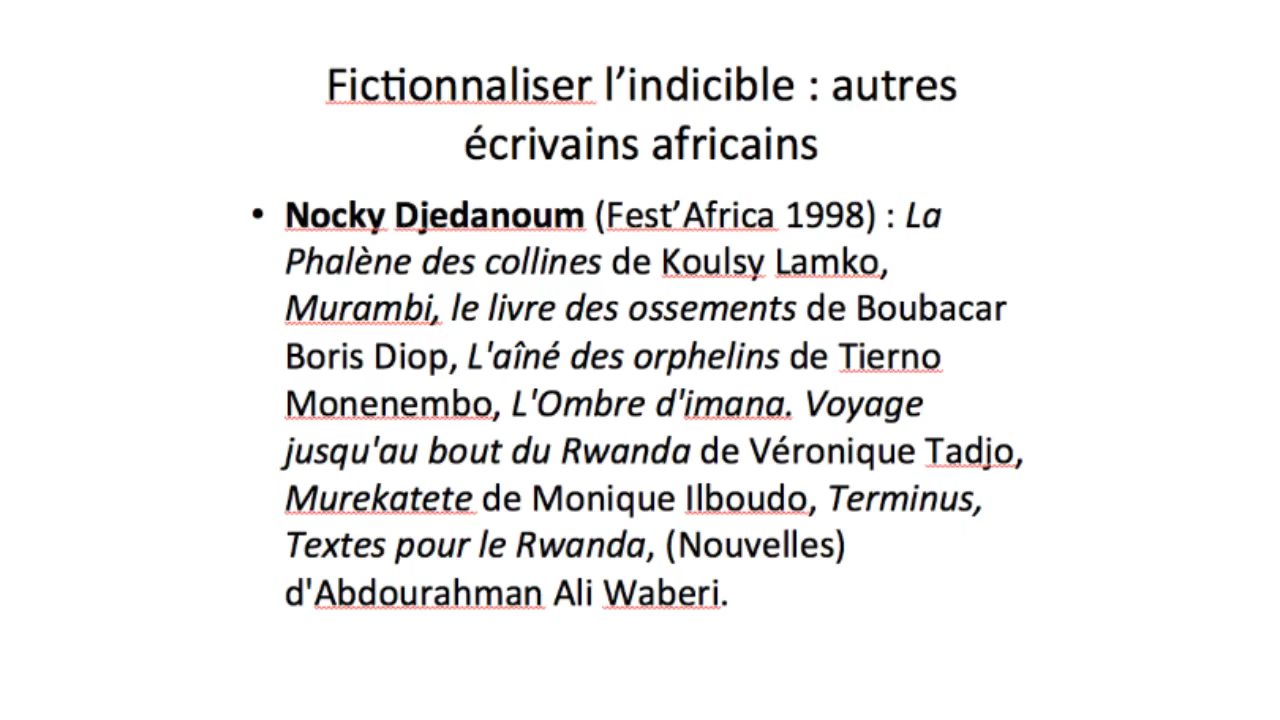 Fictionnaliser l’indicible : autres
écrivains africains
• Nocky Djedanoum (Fest’Africa 1998) : La
Phalène des collines de Koulsy Lamko,
Murambi, le livre des ossements de Boubacar
Boris Diop, L'aîné des orphelins de Tierno
Monenembo, L'Ombre d'imana. Voyage
jusqu'au bout du Rwanda de Véronique Tadjo,
Murekatete de Monique Ilboudo, Terminus,
Textes pour le Rwanda, (Nouvelles)
d'Abdourahman Ali Waberi.